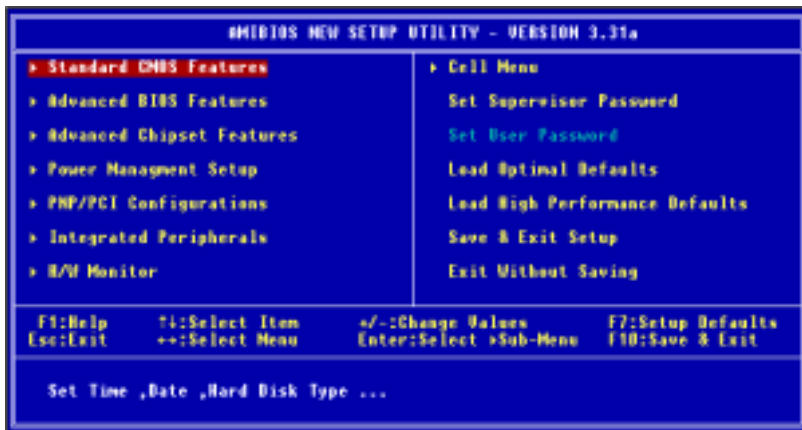 AMIBIOS NEW SETUP UTILITY - VERSION 3.31a
▸ Standard CMOS Features
▸ Advanced BIOS Features
▸ Advanced Chipset Features
▸ Power Managment Setup
▸ PNP/PCI Configurations
▸ Integrated Peripherals
▸ H/W Monitor
▸ Cell Menu
Set Supervisor Password
Set User Password
Load Optimal Defaults
Load High Performance Defaults
Save & Exit Setup
Exit Without Saving
F1:Help ↑↓:Select Item +/-:Change Values F7:Setup Defaults
Esc:Exit ←→:Select Menu Enter:Select ▸Sub-Menu F10:Save & Exit
Set Time ,Date ,Hard Disk Type ...